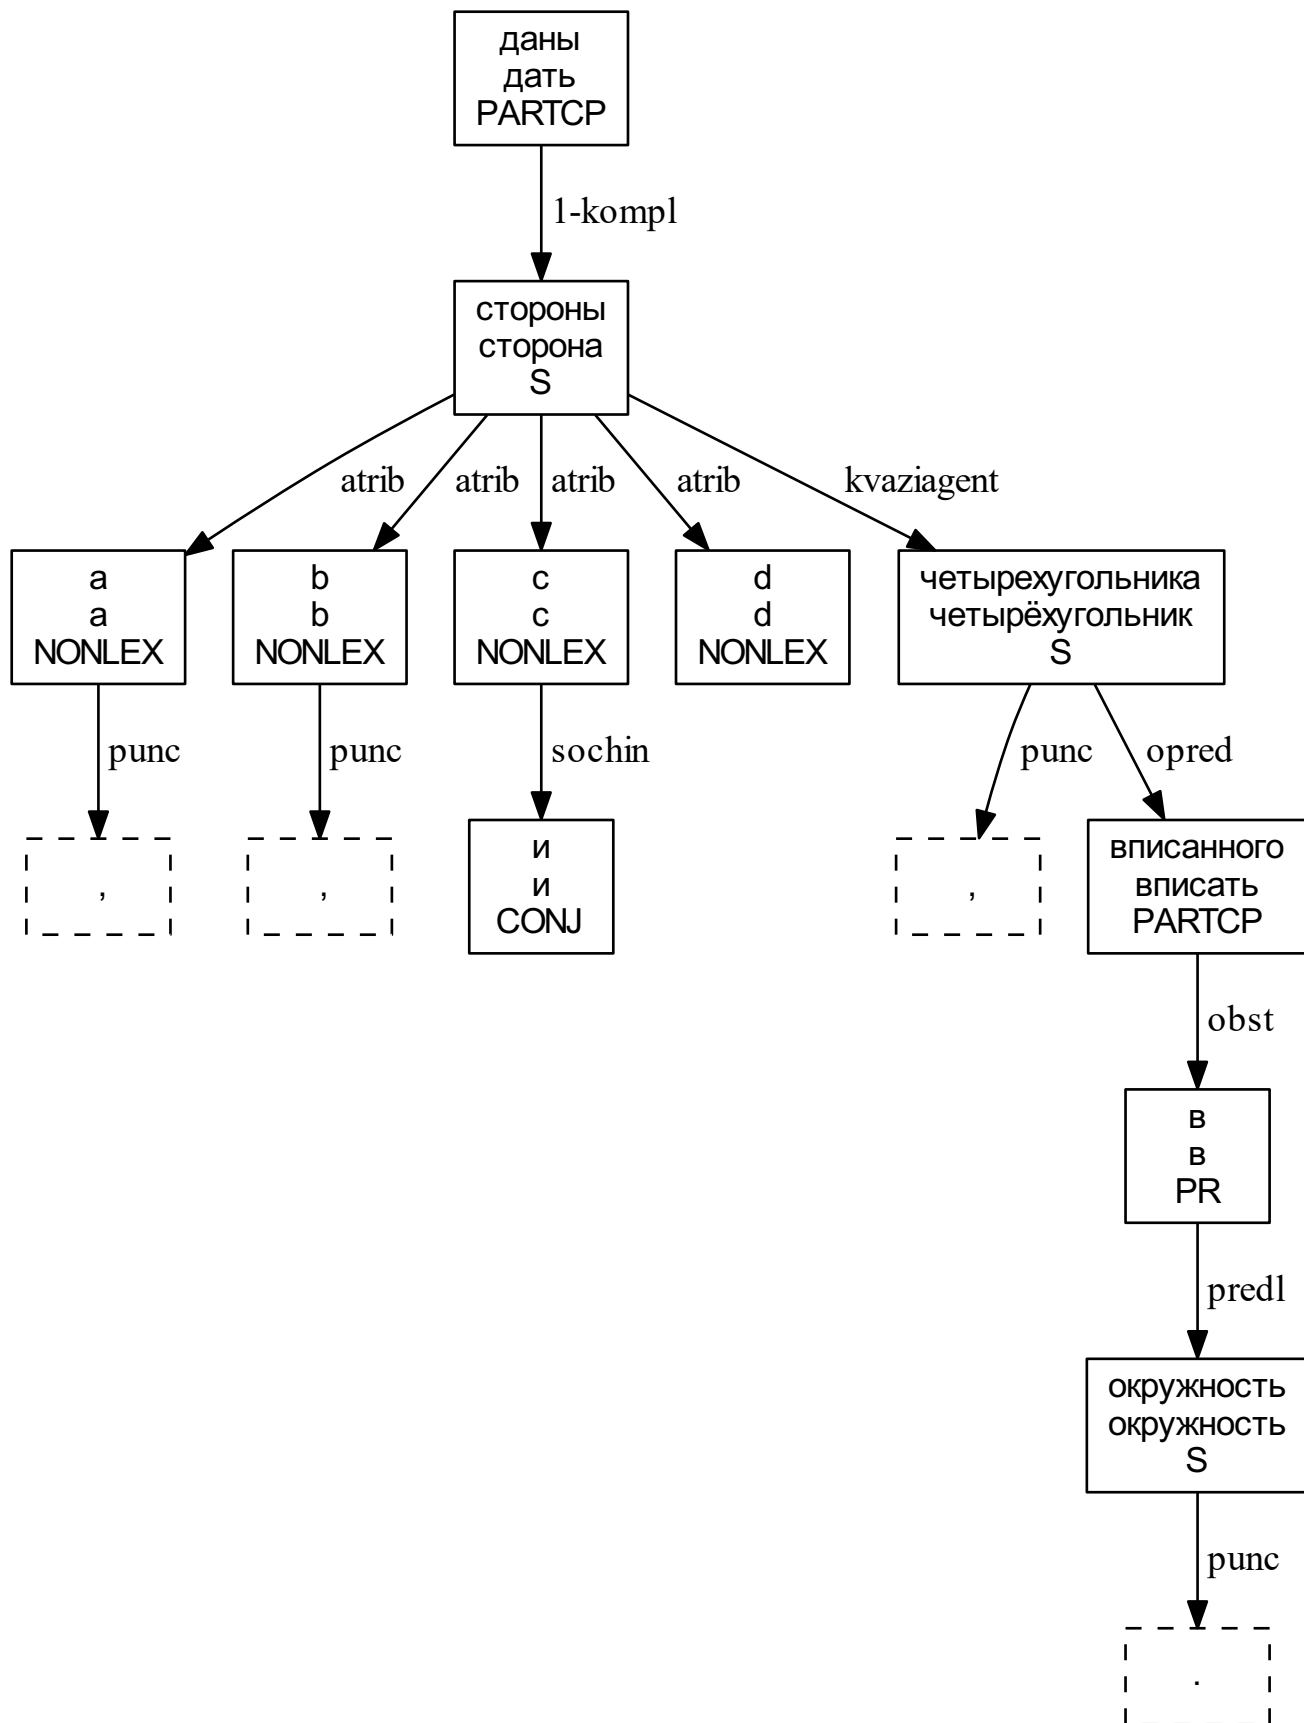 даны
дать
PARTCP
1-kompl
стороны
сторона
S
atrib
atrib
atrib
atrib
kvaziagent
a
a
NONLEX
b
b
NONLEX
c
c
NONLEX
d
d
NONLEX
четырехугольника
четырёхугольник
S
punc
punc
sochin
punc
opred
,
,
и
и
CONJ
,
вписанного
вписать
PARTCP
obst
в
в
PR
predl
окружность
окружность
S
punc
.